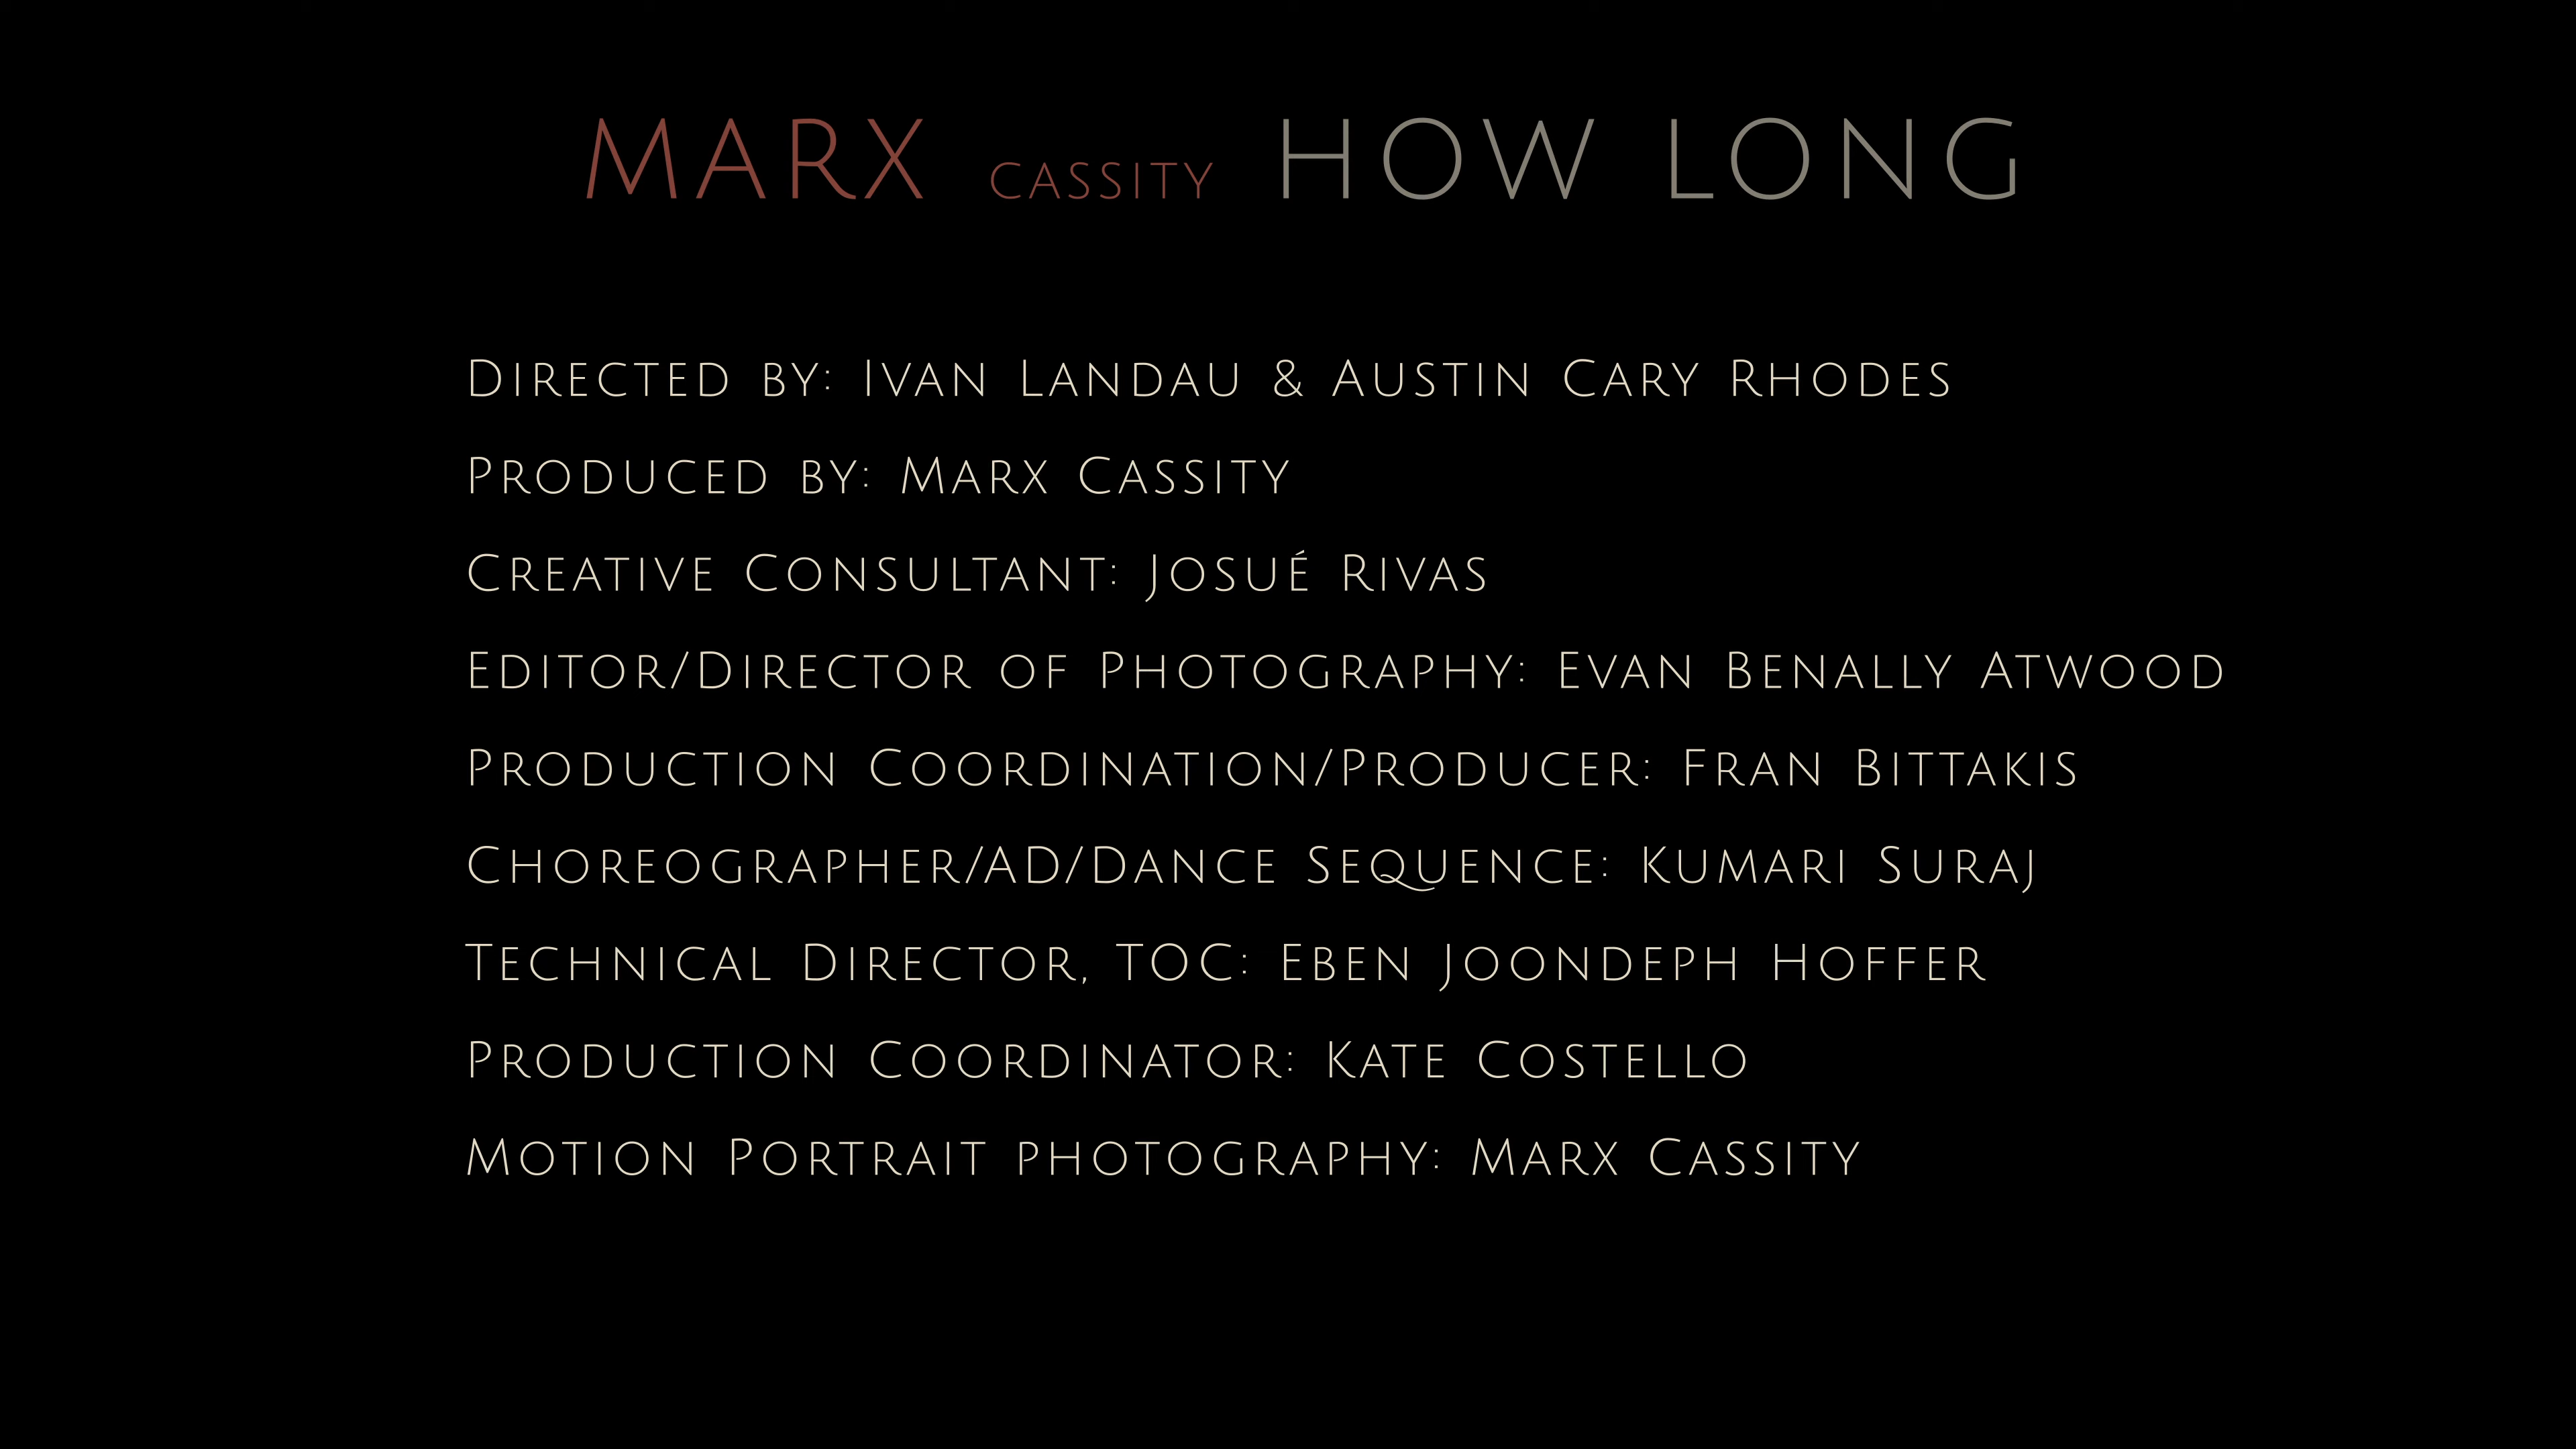 MARX CASSITY HOW LONG
Directed by: Ivan Landau & Austin Cary Rhodes
Produced by: Marx Cassity
Creative Consultant: Josué Rivas
Editor/Director of Photography: Evan Benally Atwood
Production Coordination/Producer: Fran Bittakis
Choreographer/AD/Dance Sequence: Kumari Suraj
Technical Director, TOC: Eben Joondeph Hoffer
Production Coordinator: Kate Costello
Motion Portrait photography: Marx Cassity